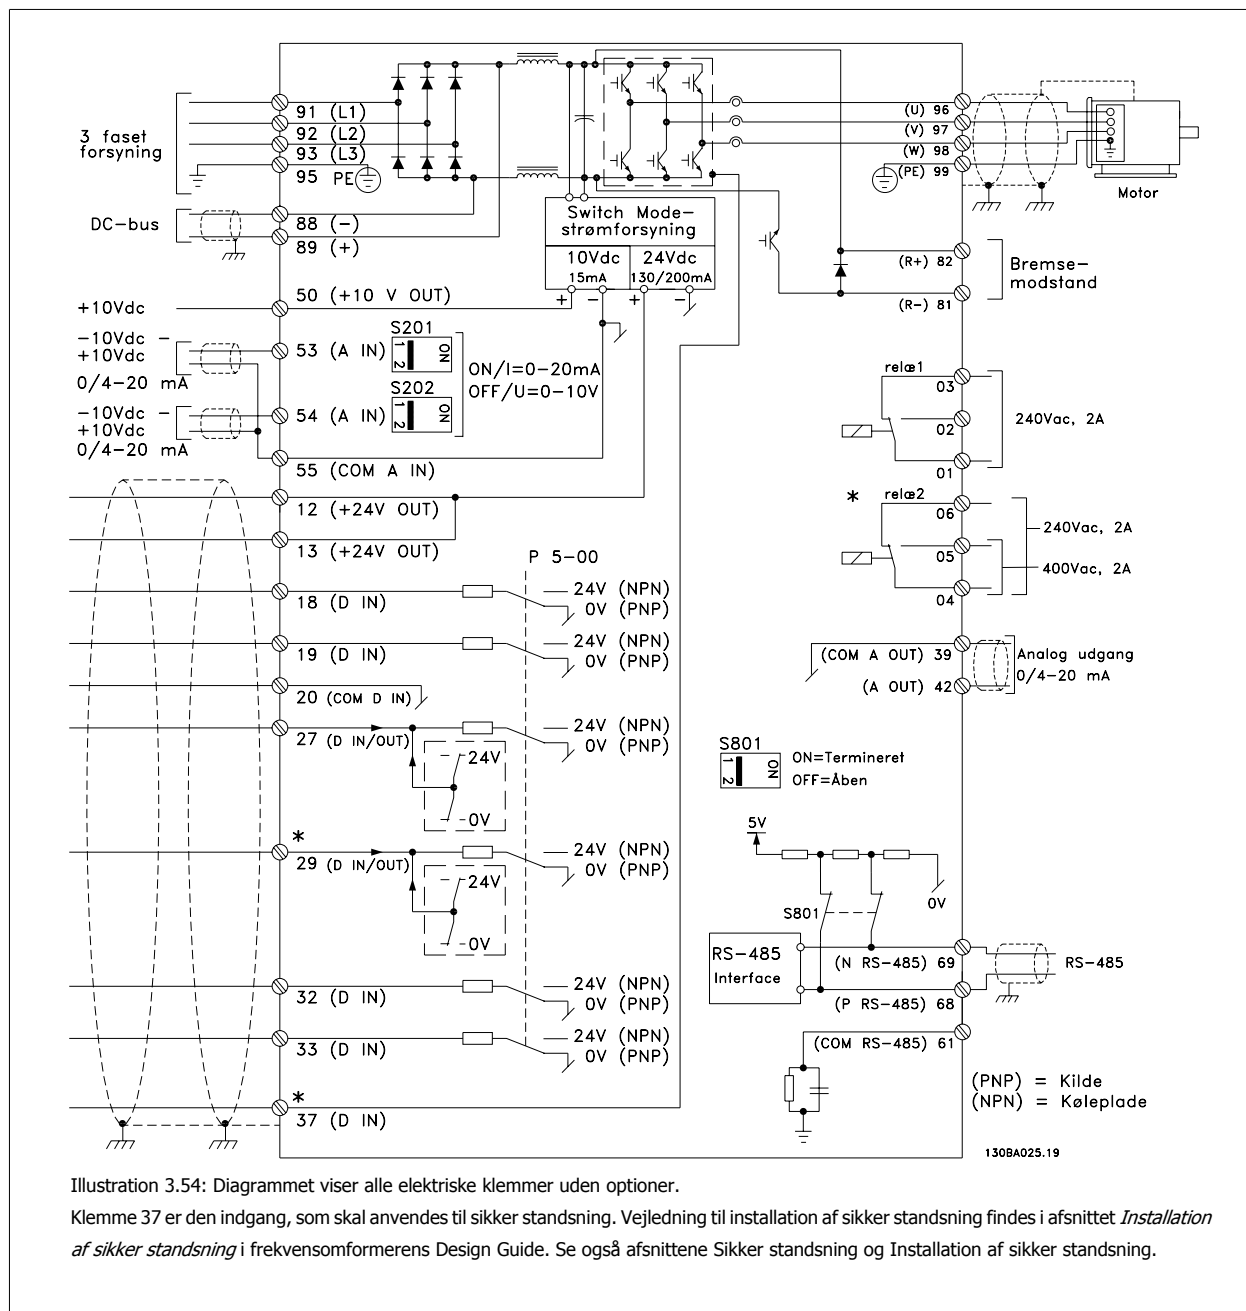 3 faset
forsyning
91 (L1)
92 (L2)
93 (L3)
95 PE
DC-bus
88 (-)
89 (+)
Switch Mode-
strømforsyning
10Vdc
15mA
24Vdc
130/200mA
+ - + -
(U) 96
(V) 97
(W) 98
(PE) 99
Motor
(R+) 82
(R-) 81
Bremse-
modstand
+10Vdc
50 (+10 V OUT)
-10Vdc -
+10Vdc
0/4-20 mA
53 (A IN)
S201
1
2
ON
ON/I=0-20mA
OFF/U=0-10V
-10Vdc -
+10Vdc
0/4-20 mA
54 (A IN)
S202
1
2
ON
55 (COM A IN)
12 (+24V OUT)
13 (+24V OUT)
P 5-00
18 (D IN)
24V (NPN)
0V (PNP)
19 (D IN)
24V (NPN)
0V (PNP)
20 (COM D IN)
27 (D IN/OUT)
24V (NPN)
0V (PNP)
24V
0V
*
29 (D IN/OUT)
24V (NPN)
0V (PNP)
24V
0V
32 (D IN)
24V (NPN)
0V (PNP)
33 (D IN)
24V (NPN)
0V (PNP)
*
37 (D IN)
relæ1
03
02
01
240Vac, 2A
*
relæ2
06
05
04
240Vac, 2A
400Vac, 2A
(COM A OUT) 39
(A OUT) 42
Analog udgang
0/4-20 mA
S801
1
2
ON
ON=Termineret
OFF=Åben
5V
S801
0V
RS-485
Interface
(N RS-485) 69
(P RS-485) 68
(COM RS-485) 61
RS-485
(PNP) = Kilde
(NPN) = Køleplade
130BA025.19
Illustration 3.54: Diagrammet viser alle elektriske klemmer uden optioner.
Klemme 37 er den indgang, som skal anvendes til sikker standsning. Vejledning til installation af sikker standsning findes i afsnittet Installation
af sikker standsning i frekvensomformerens Design Guide. Se også afsnittene Sikker standsning og Installation af sikker standsning.